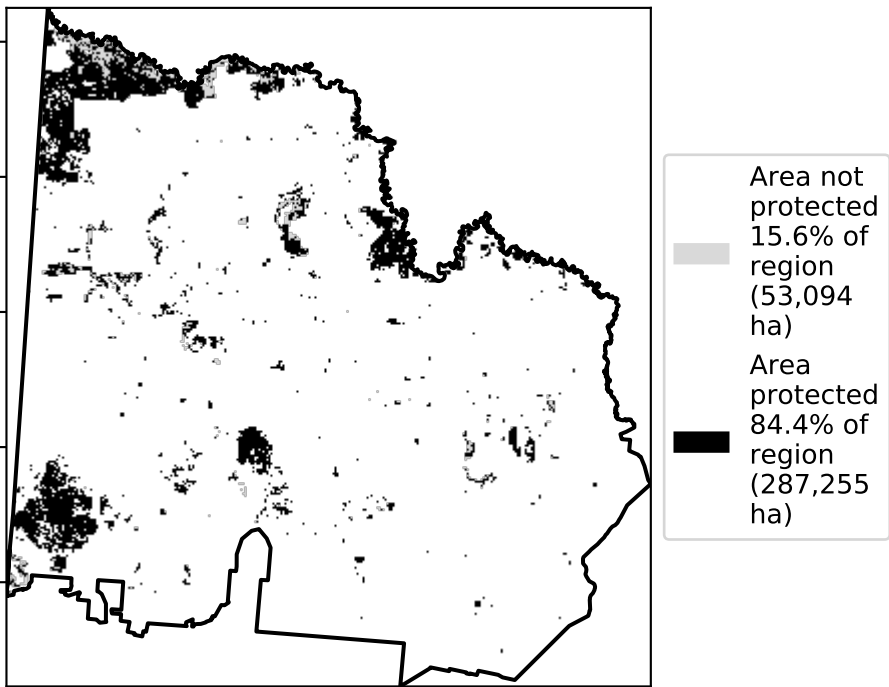 Area not
protected
15.6% of
region
(53,094
ha)
Area
protected
84.4% of
region
(287,255
ha)